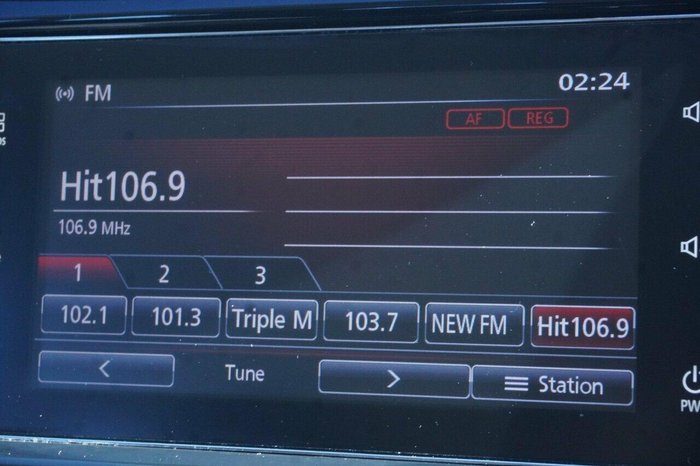 FM
02:24
AF REG
Hit106.9
106.9 MHz
1 2 3
102.1 101.3 Triple M 103.7 NEW FM Hit106.9
< Tune > Station